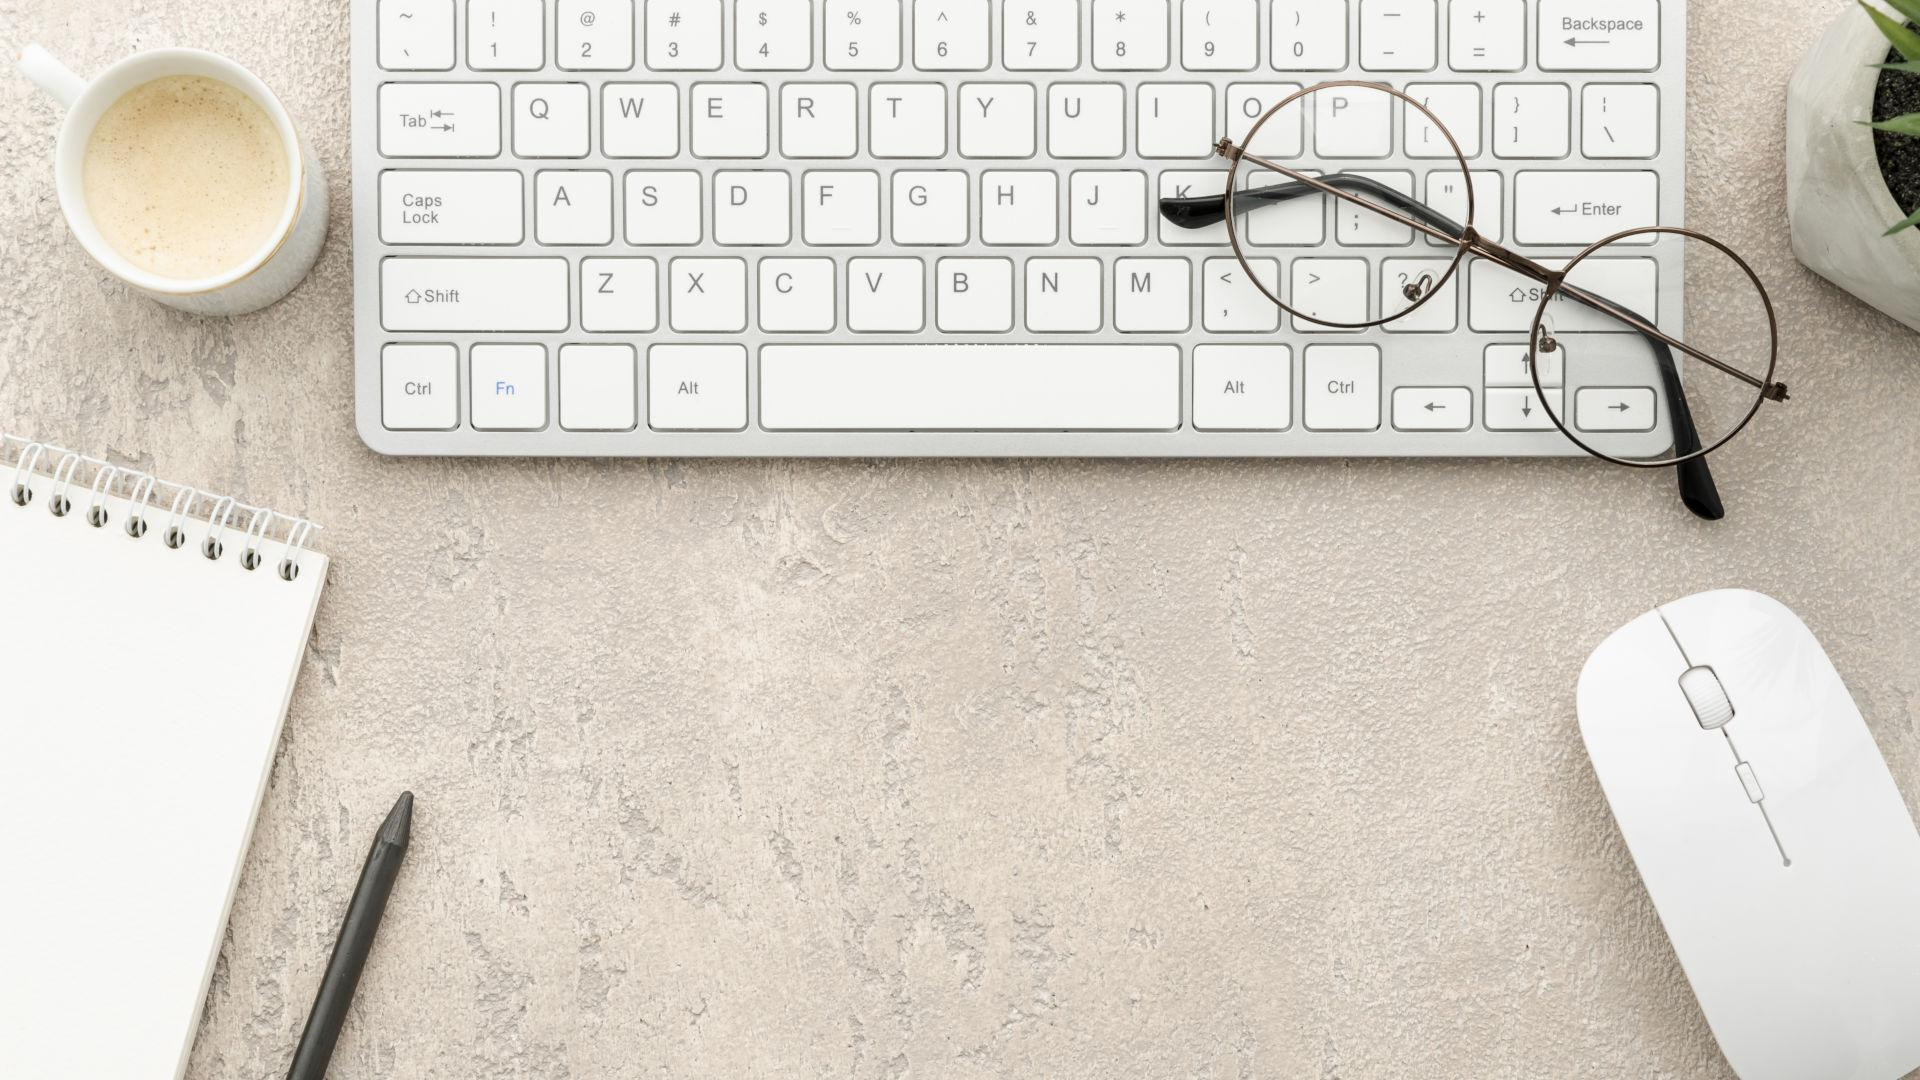 ~ ! @ # $ % ^ & * ( ) — + Backspace
` 1 2 3 4 5 6 7 8 9 0 - =
Tab Q W E R T Y U I O P { [ } ] ¦ \
Caps Lock A S D F G H J K : ; " Enter
Shift Z X C V B N M < , > . ? Shift
Ctrl Fn Alt Alt Ctrl ← ↑ ↓ →